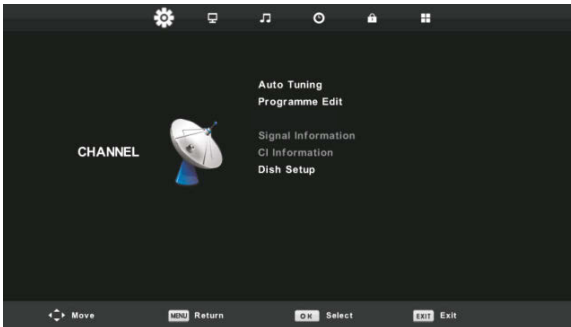 Auto Tuning
Programme Edit
Signal Information
CHANNEL
CI Information
Dish Setup
Move MENU Return OK Select EXIT Exit